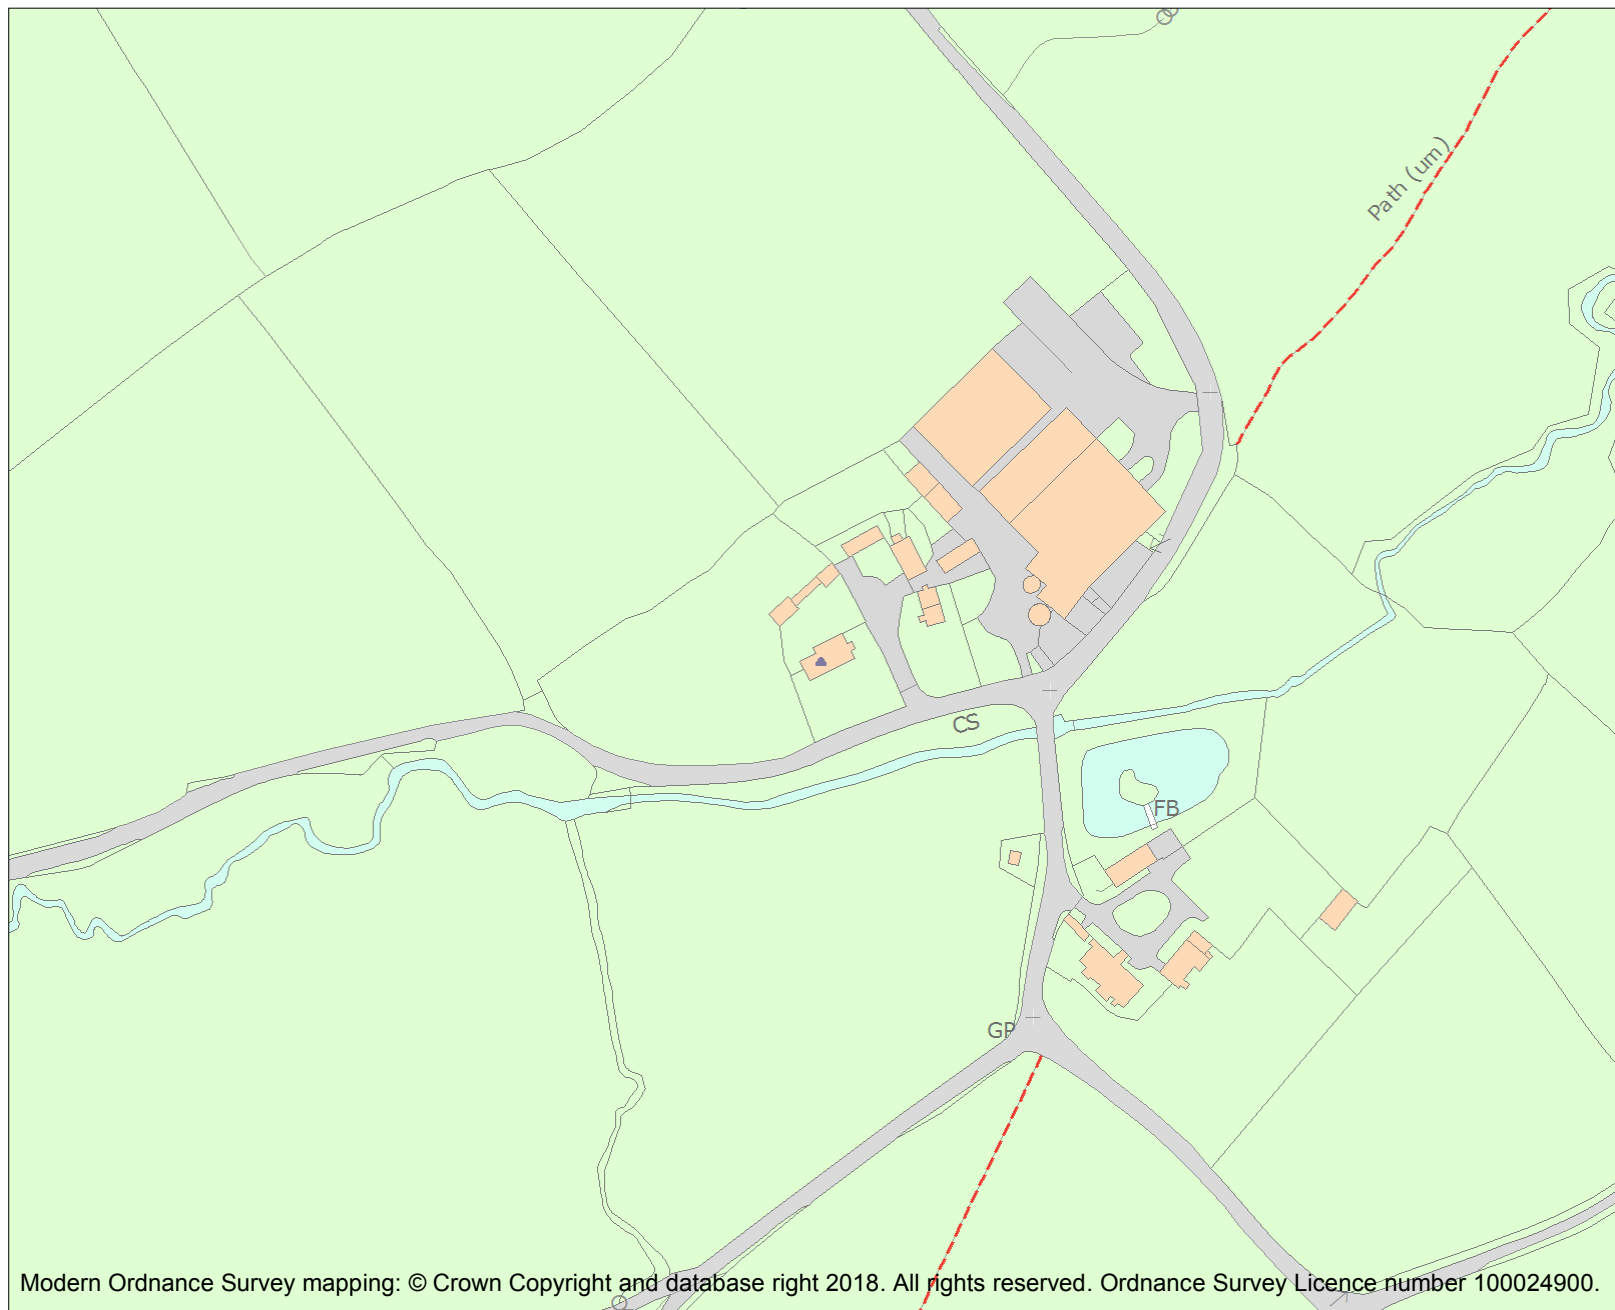 Path (um)
CS
FB
GP
Modern Ordnance Survey mapping: © Crown Copyright and database right 2018. All rights reserved. Ordnance Survey Licence number 100024900.